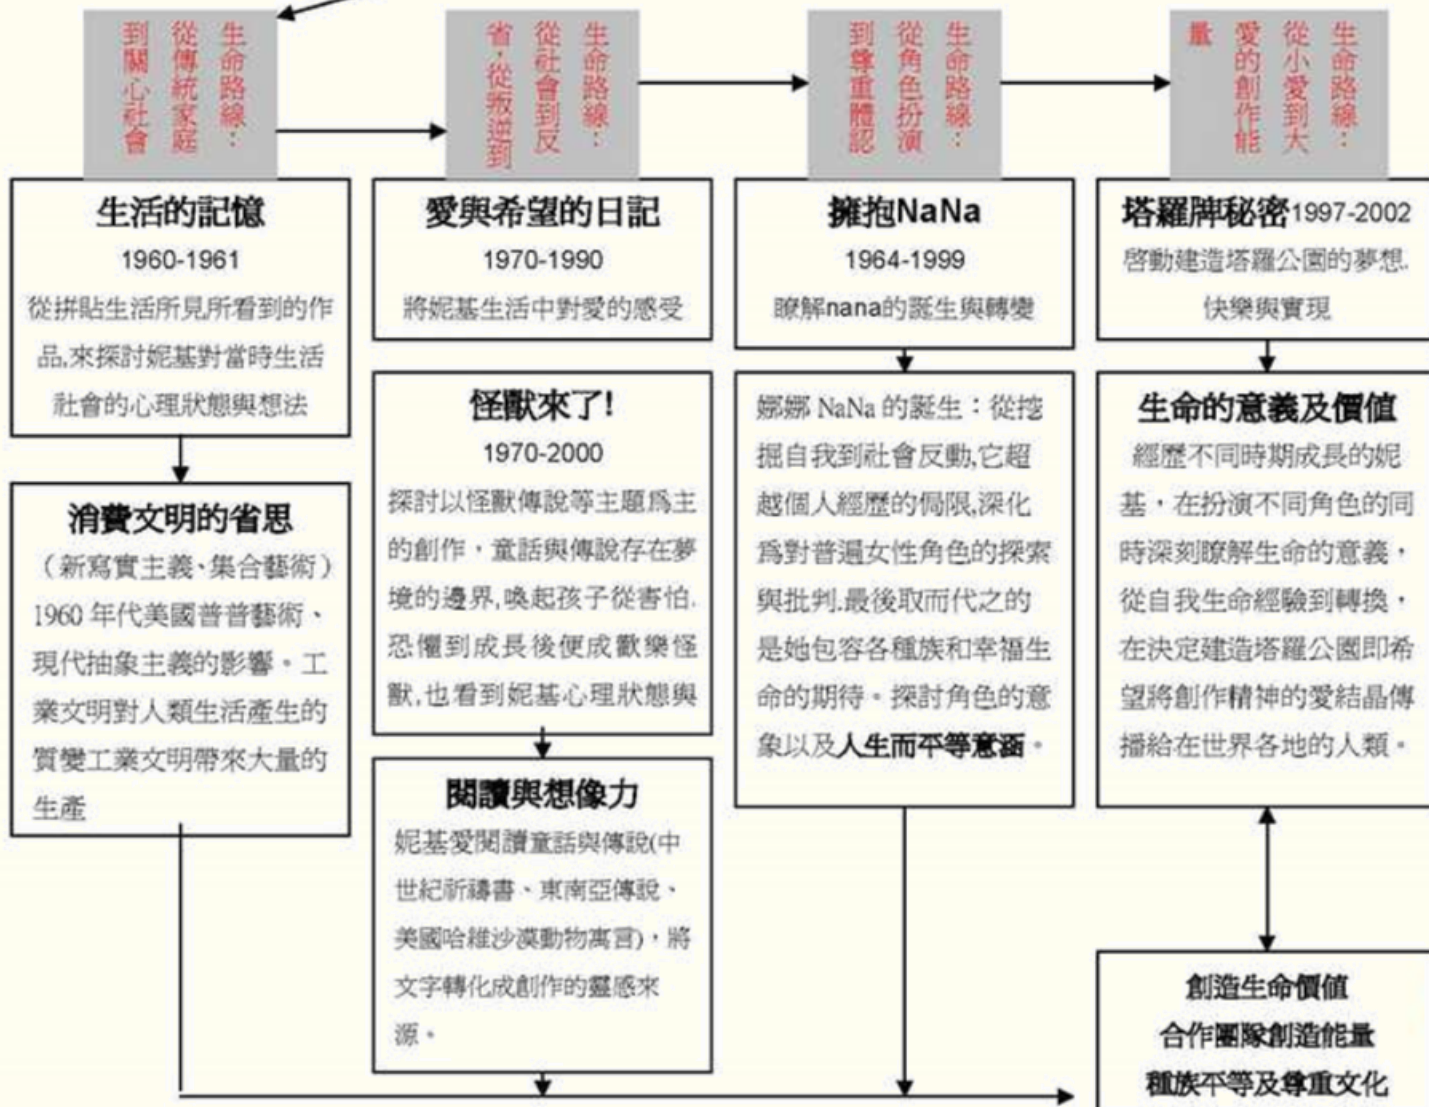 生命路線：
從傳統家庭
到關心社會
生命路線：
從社會到反
省，從叛逆到
生命路線：
從角色扮演
到尊重體認
生命路線：
從小愛到大
愛的創作能
量
生活的記憶
1960-1961
從拼貼生活所見所看到的作
品,來探討妮基對當時生活
社會的心理狀態與想法
消費文明的省思
（新寫實主義、集合藝術）
1960 年代美國普普藝術、
現代抽象主義的影響。工
業文明對人類生活產生的
質變工業文明帶來大量的
生產
愛與希望的日記
1970-1990
將妮基生活中對愛的感受
怪獸來了!
1970-2000
探討以怪獸傳說等主題為主
的創作，童話與傳說存在夢
境的邊界,喚起孩子從害怕.
恐懼到成長後便成歡樂怪
獸,也看到妮基心理狀態與
閱讀與想像力
妮基愛閱讀童話與傳說(中
世紀祈禱書、東南亞傳說、
美國哈維沙漠動物寓言)，將
文字轉化成創作的靈感來
源。
擁抱NaNa
1964-1999
瞭解nana的誕生與轉變
娜娜 NaNa 的誕生：從挖
掘自我到社會反動,它超
越個人經歷的侷限,深化
為對普遍女性角色的探索
與批判.最後取而代之的
是她包容各種族和幸福生
命的期待。探討角色的意
象以及人生而平等意涵。
塔羅牌秘密1997-2002
啓動建造塔羅公園的夢想.
快樂與實現
生命的意義及價值
經歷不同時期成長的妮
基，在扮演不同角色的同
時深刻瞭解生命的意義，
從自我生命經驗到轉換，
在決定建造塔羅公園即希
望將創作精神的愛結晶傳
播給在世界各地的人類。
創造生命價值
合作團隊創造能量
種族平等及尊重文化